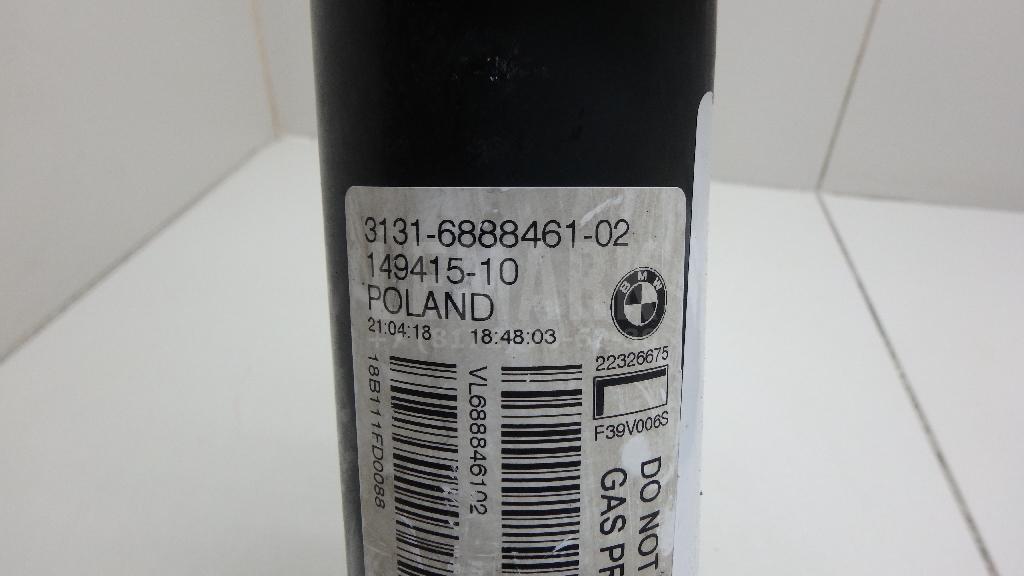 3131-6888461-02
149415-10
POLAND
21:04:18 18:48:03
BMW
22326675
F39V006S
18B111FD0088
VL688846102
DO NOT
GAS PR